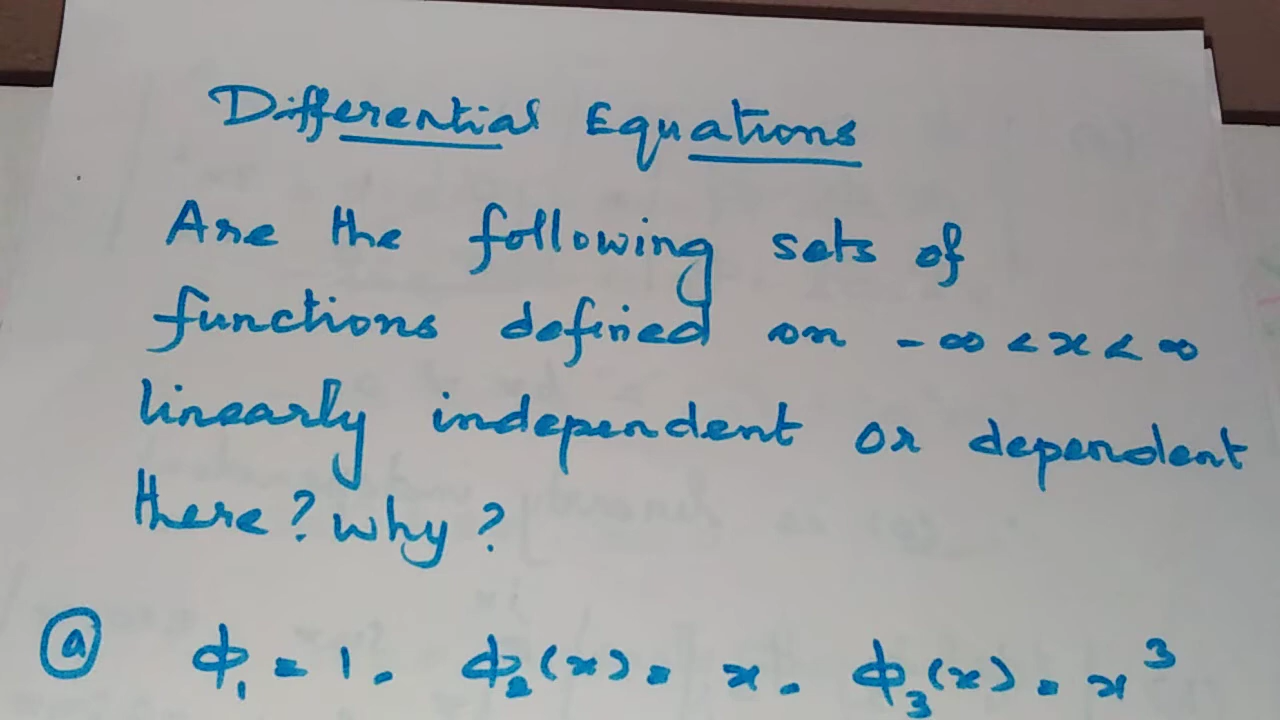 Differential Equations
Are the following sets of
functions defined on -∞ < x < ∞
linearly independent or dependent
there? why?
ⓐ ϕ₁ = 1. ϕ₂(x) = x. ϕ₃(x) = x³